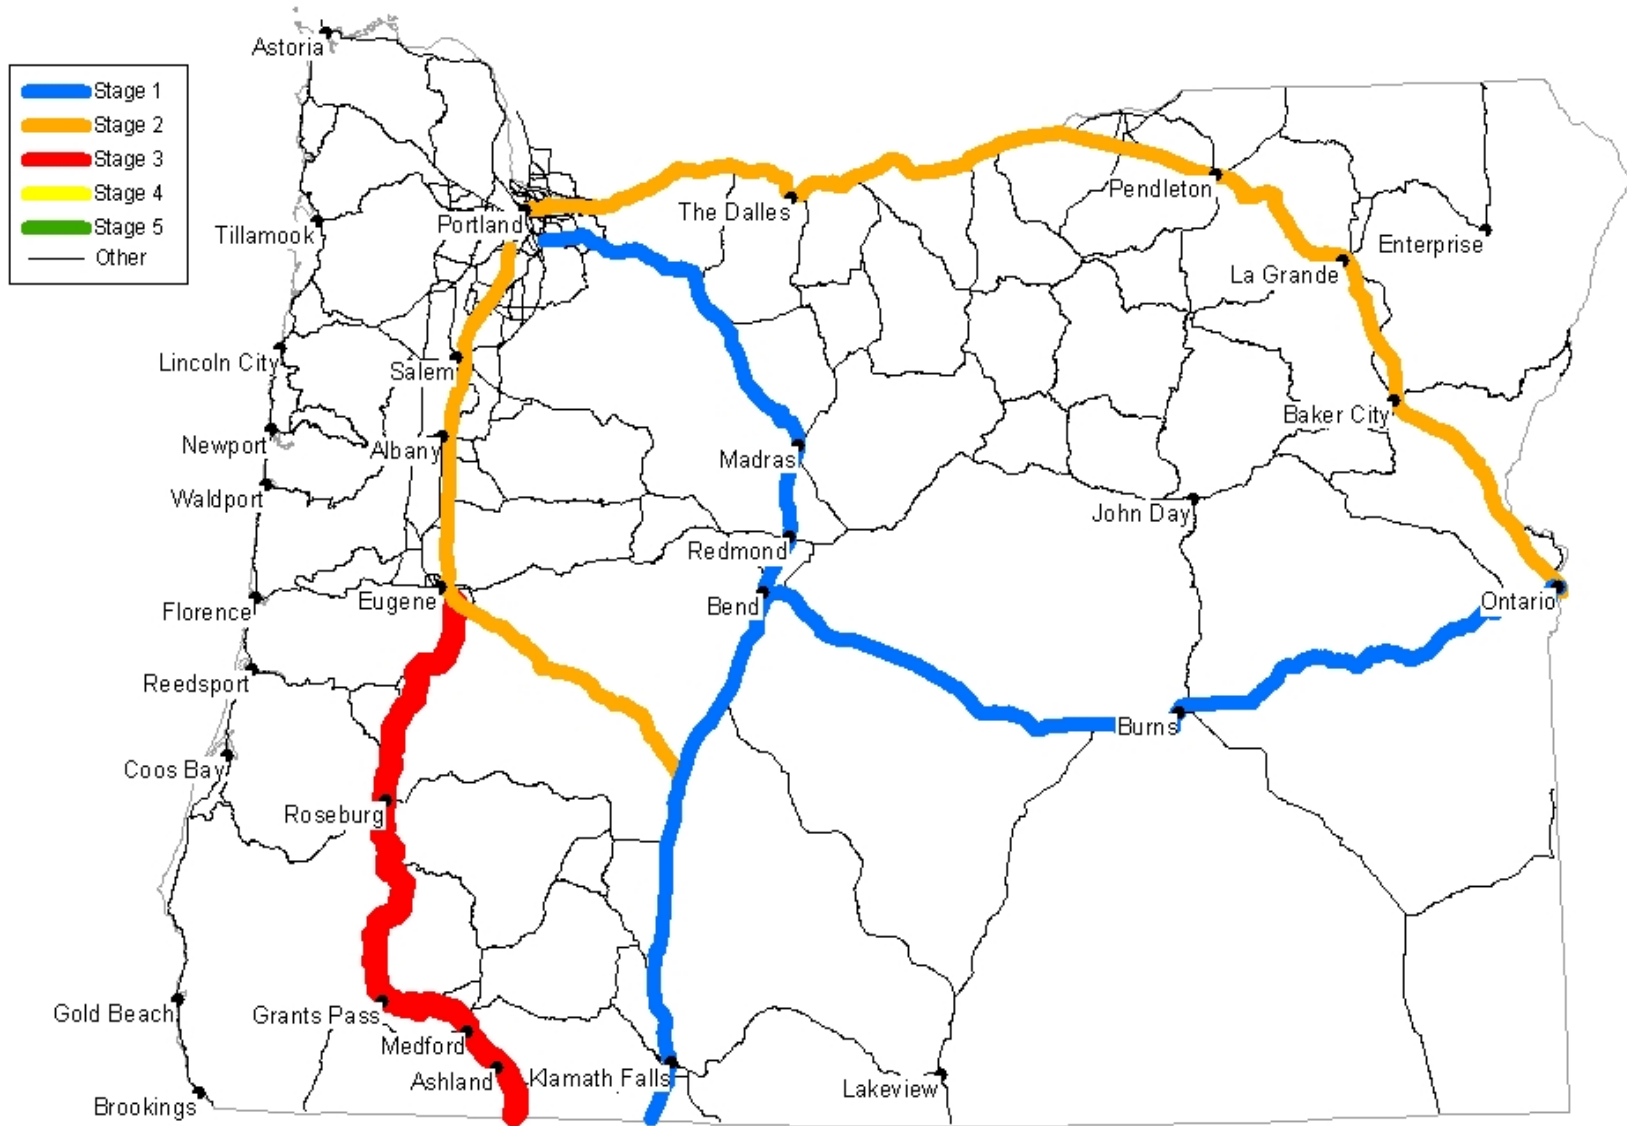 Astoria
Stage 1
Stage 2
Stage 3
Stage 4
Stage 5
Other
Pendleton
The Dalles
Portland
Tillamook
Enterprise
La Grande
Lincoln City
Salem
Baker City
Newport
Albany
Madras
Waldport
John Day
Redmond
Eugene
Bend
Ontario
Florence
Reedsport
Burns
Coos Bay
Roseburg
Gold Beach
Grants Pass
Medford
Ashland
Klamath Falls
Lakeview
Brookings